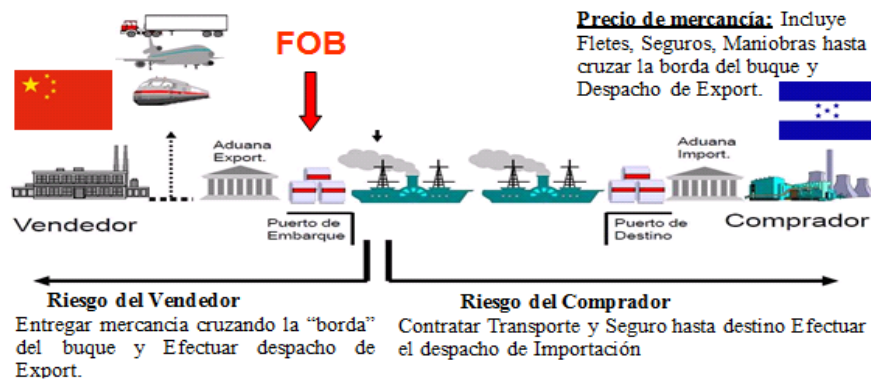 FOB
Precio de mercancía: Incluye
Fletes, Seguros, Maniobras hasta
cruzar la borda del buque y
Despacho de Export.
Aduana
Export.
Aduana
Import.
Vendedor
Puerto de
Embarque
Puerto de
Destino
Comprador
Riesgo del Vendedor
Entregar mercancia cruzando la “borda”
del buque y Efectuar despacho de
Export.
Riesgo del Comprador
Contratar Transporte y Seguro hasta destino Efectuar
el despacho de Importación